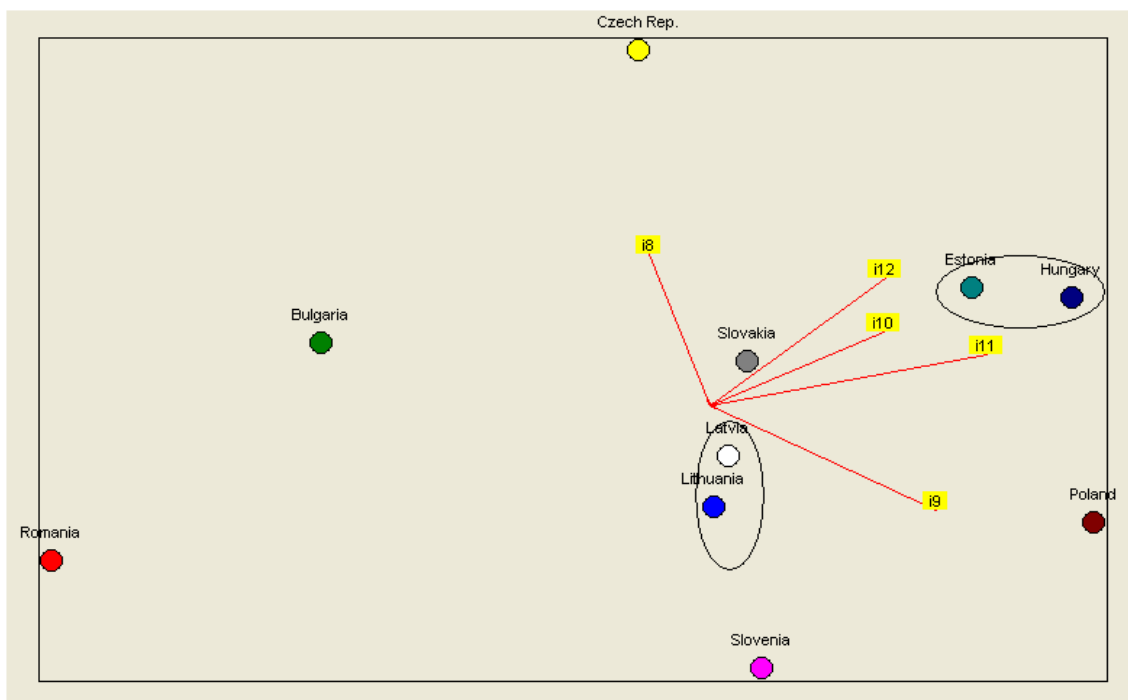 Czech Rep.
i8
i12
Estonia
Hungary
Bulgaria
Slovakia
i10
i11
Latvia
Lithuania
i9
Poland
Romania
Slovenia